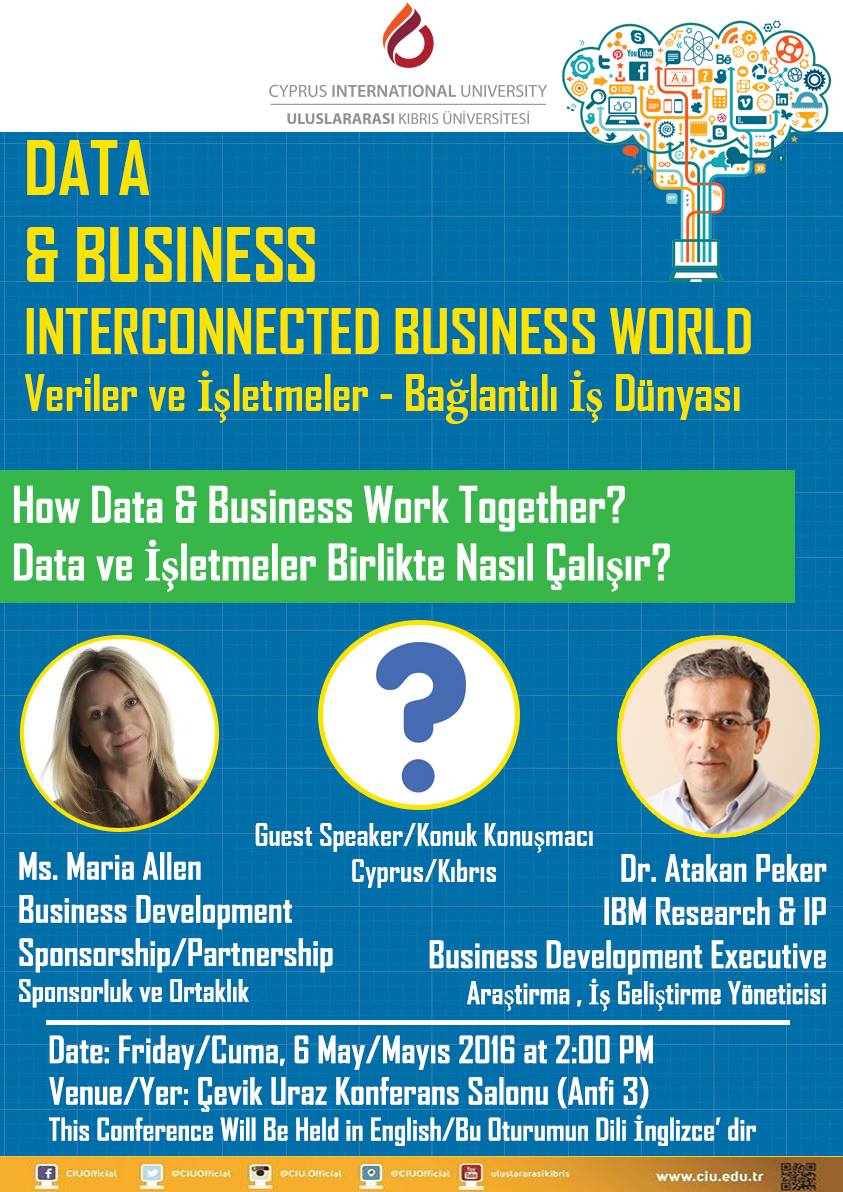 CYPRUS INTERNATIONAL UNIVERSITY
ULUSLARARASI KIBRIS ÜNİVERSİTESİ
You Tube
Bē
Aa
DATA
& BUSINESS
INTERCONNECTED BUSINESS WORLD
Veriler ve İşletmeler - Bağlantılı İş Dünyası
How Data & Business Work Together?
Data ve İşletmeler Birlikte Nasıl Çalışır?
Guest Speaker/Konuk Konuşmacı
Cyprus/Kıbrıs
Ms. Maria Allen
Business Development
Sponsorship/Partnership
Sponsorluk ve Ortaklık
Dr. Atakan Peker
IBM Research & IP
Business Development Executive
Araştirma , İş Geliştirme Yöneticisi
Date: Friday/Cuma, 6 May/Mayıs 2016 at 2:00 PM
Venue/Yer: Çevik Uraz Konferans Salonu (Anfi 3)
This Conference Will Be Held in English/Bu Oturumun Dili İnglizce’ dir
CIUOfficial
@CIUOfficial
@CIU.Official
@CIUOfficial
uluslararasikibris
www.ciu.edu.tr